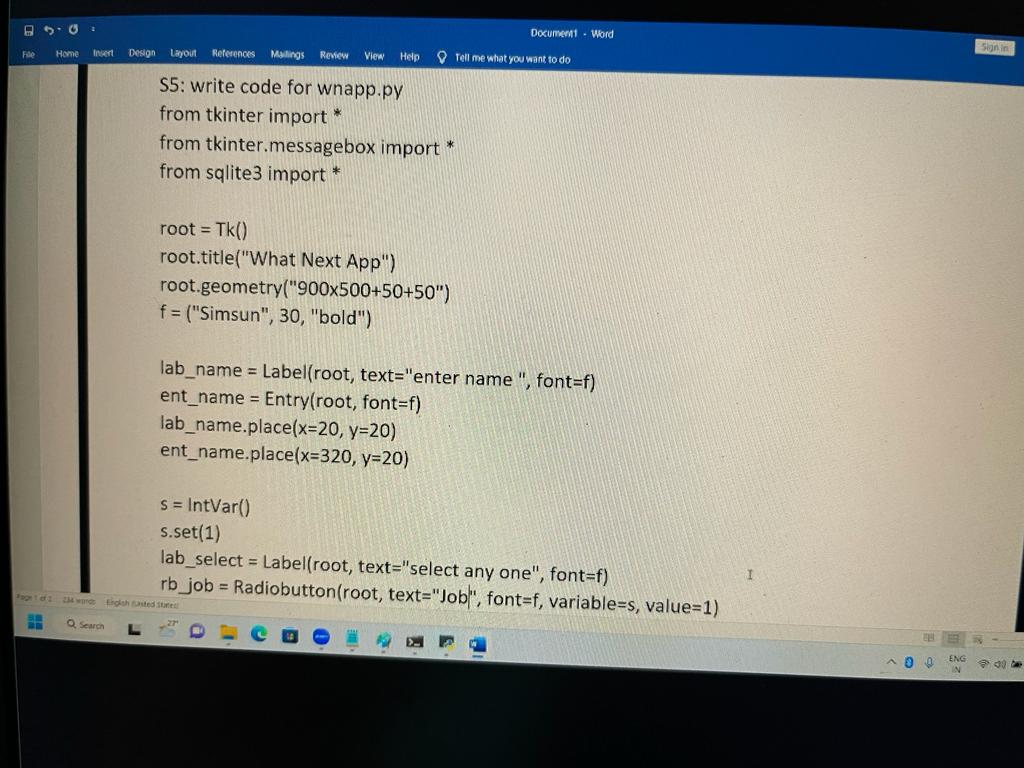 Document1 - Word
Sign in
File Home Insert Design Layout References Mailings Review View Help Tell me what you want to do
S5: write code for wnapp.py
from tkinter import *
from tkinter.messagebox import *
from sqlite3 import *
root = Tk()
root.title("What Next App")
root.geometry("900x500+50+50")
f = ("Simsun", 30, "bold")
lab_name = Label(root, text="enter name ", font=f)
ent_name = Entry(root, font=f)
lab_name.place(x=20, y=20)
ent_name.place(x=320, y=20)
s = IntVar()
s.set(1)
lab_select = Label(root, text="select any one", font=f)
rb_job = Radiobutton(root, text="Job", font=f, variable=s, value=1)
Page 1 of 2 234 words English (United States)
Search
27°
ENG
IN